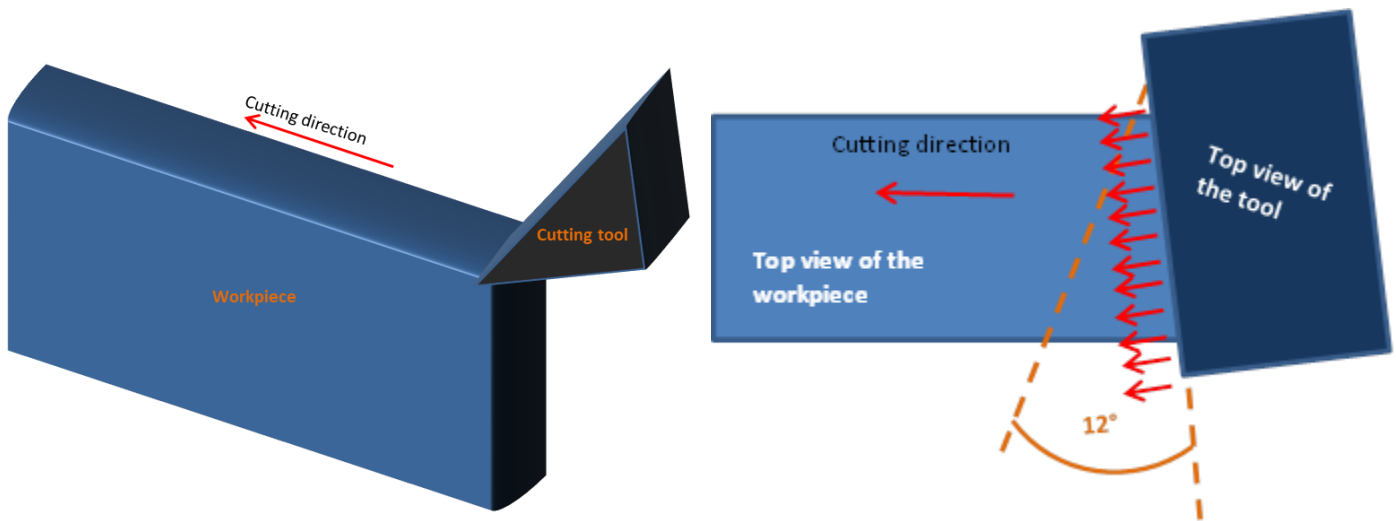 Cutting direction
Cutting tool
Workpiece
Cutting direction
Top view of the
workpiece
Top view of
the tool
12°